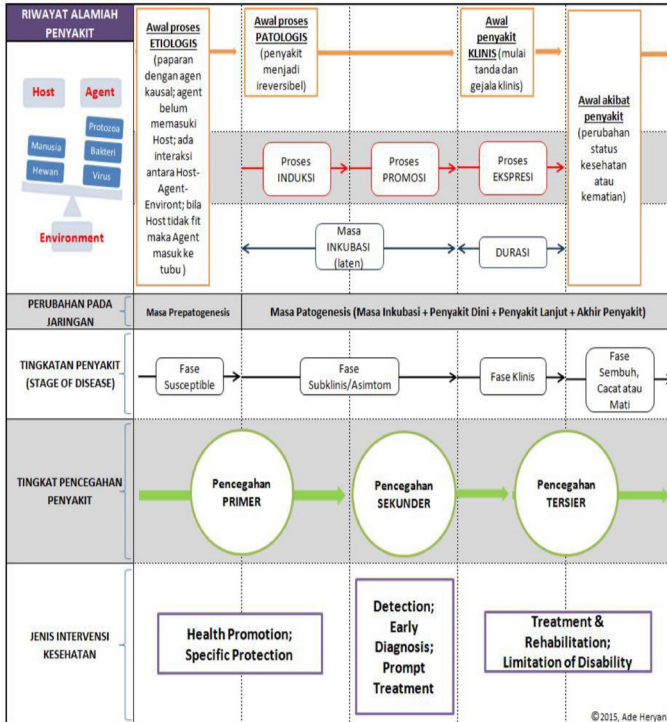 RIWAYAT ALAMIAH
PENYAKIT
Host
Agent
Manusia
Hewan
Protozoa
Bakteri
Virus
Environment
Awal proses
ETIOLOGIS
(paparan
dengan agen
kausal; agent
belum
memasuki
Host; ada
interaksi
antara Host-
Agent-
Environt; bila
Host tidak fit
maka Agent
masuk ke
tubu )
Awal proses
PATOLOGIS
(penyakit
menjadi
ireversibel)
Awal
penyakit
KLINIS (mulai
tanda dan
gejala klinis)
Awal akibat
penyakit
(perubahan
status
kesehatan
atau
kematian)
Proses
INDUKSI
Proses
PROMOSI
Proses
EKSPRESI
Masa
INKUBASI
(laten)
DURASI
PERUBAHAN PADA
JARINGAN
Masa Prepatogenesis
Masa Patogenesis (Masa Inkubasi + Penyakit Dini + Penyakit Lanjut + Akhir Penyakit)
TINGKATAN PENYAKIT
(STAGE OF DISEASE)
Fase
Susceptible
Fase
Subklinis/Asimtom
Fase Klinis
Fase
Sembuh,
Cacat atau
Mati
TINGKAT PENCEGAHAN
PENYAKIT
Pencegahan
PRIMER
Pencegahan
SEKUNDER
Pencegahan
TERSIER
JENIS INTERVENSI
KESEHATAN
Health Promotion;
Specific Protection
Detection;
Early
Diagnosis;
Prompt
Treatment
Treatment &
Rehabilitation;
Limitation of Disability
©2015, Ade Heryan